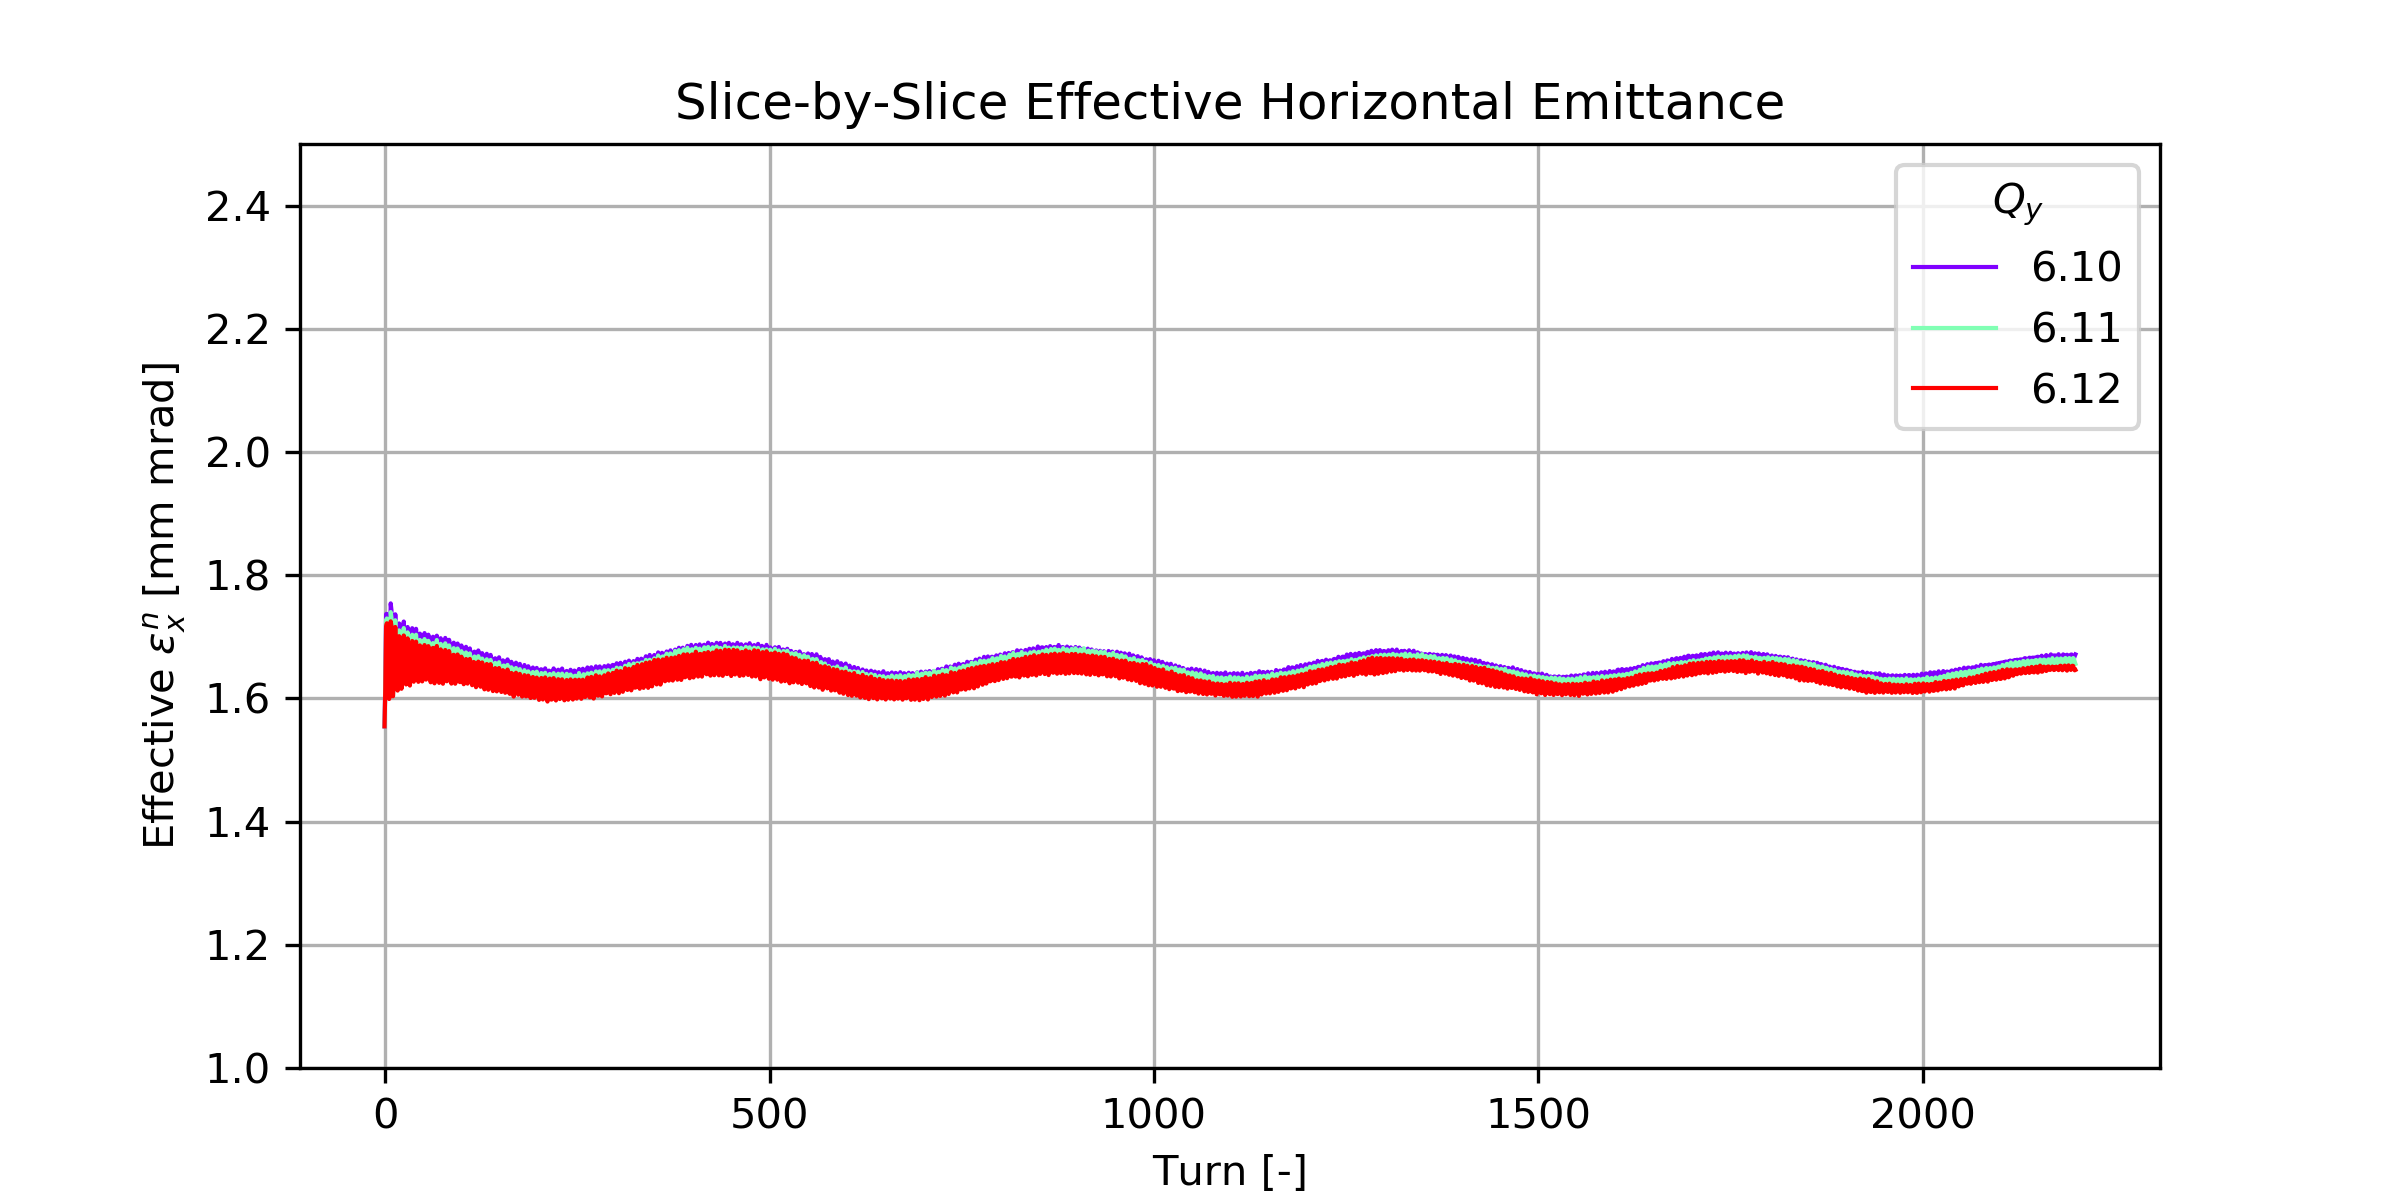 Slice-by-Slice Effective Horizontal Emittance
Effective ε_x^n [mm mrad]
2.4
2.2
2.0
1.8
1.6
1.4
1.2
1.0
0 500 1000 1500 2000
Turn [-]
Q_y
6.10
6.11
6.12